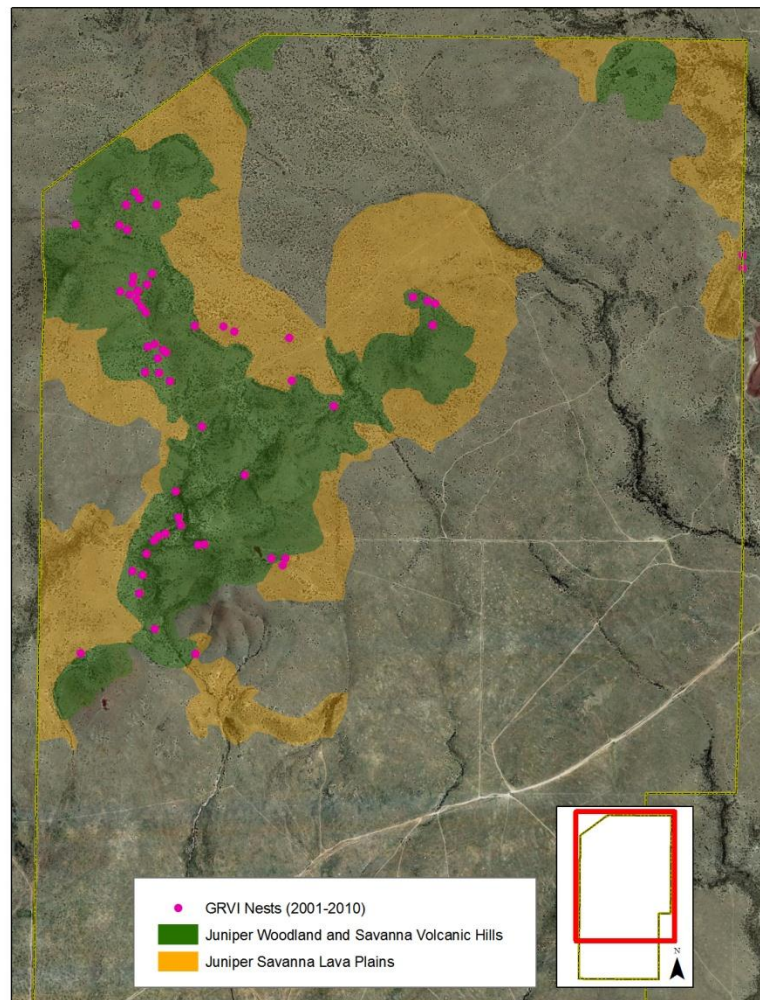 GRVI Nests (2001-2010)
Juniper Woodland and Savanna Volcanic Hills
Juniper Savanna Lava Plains
N